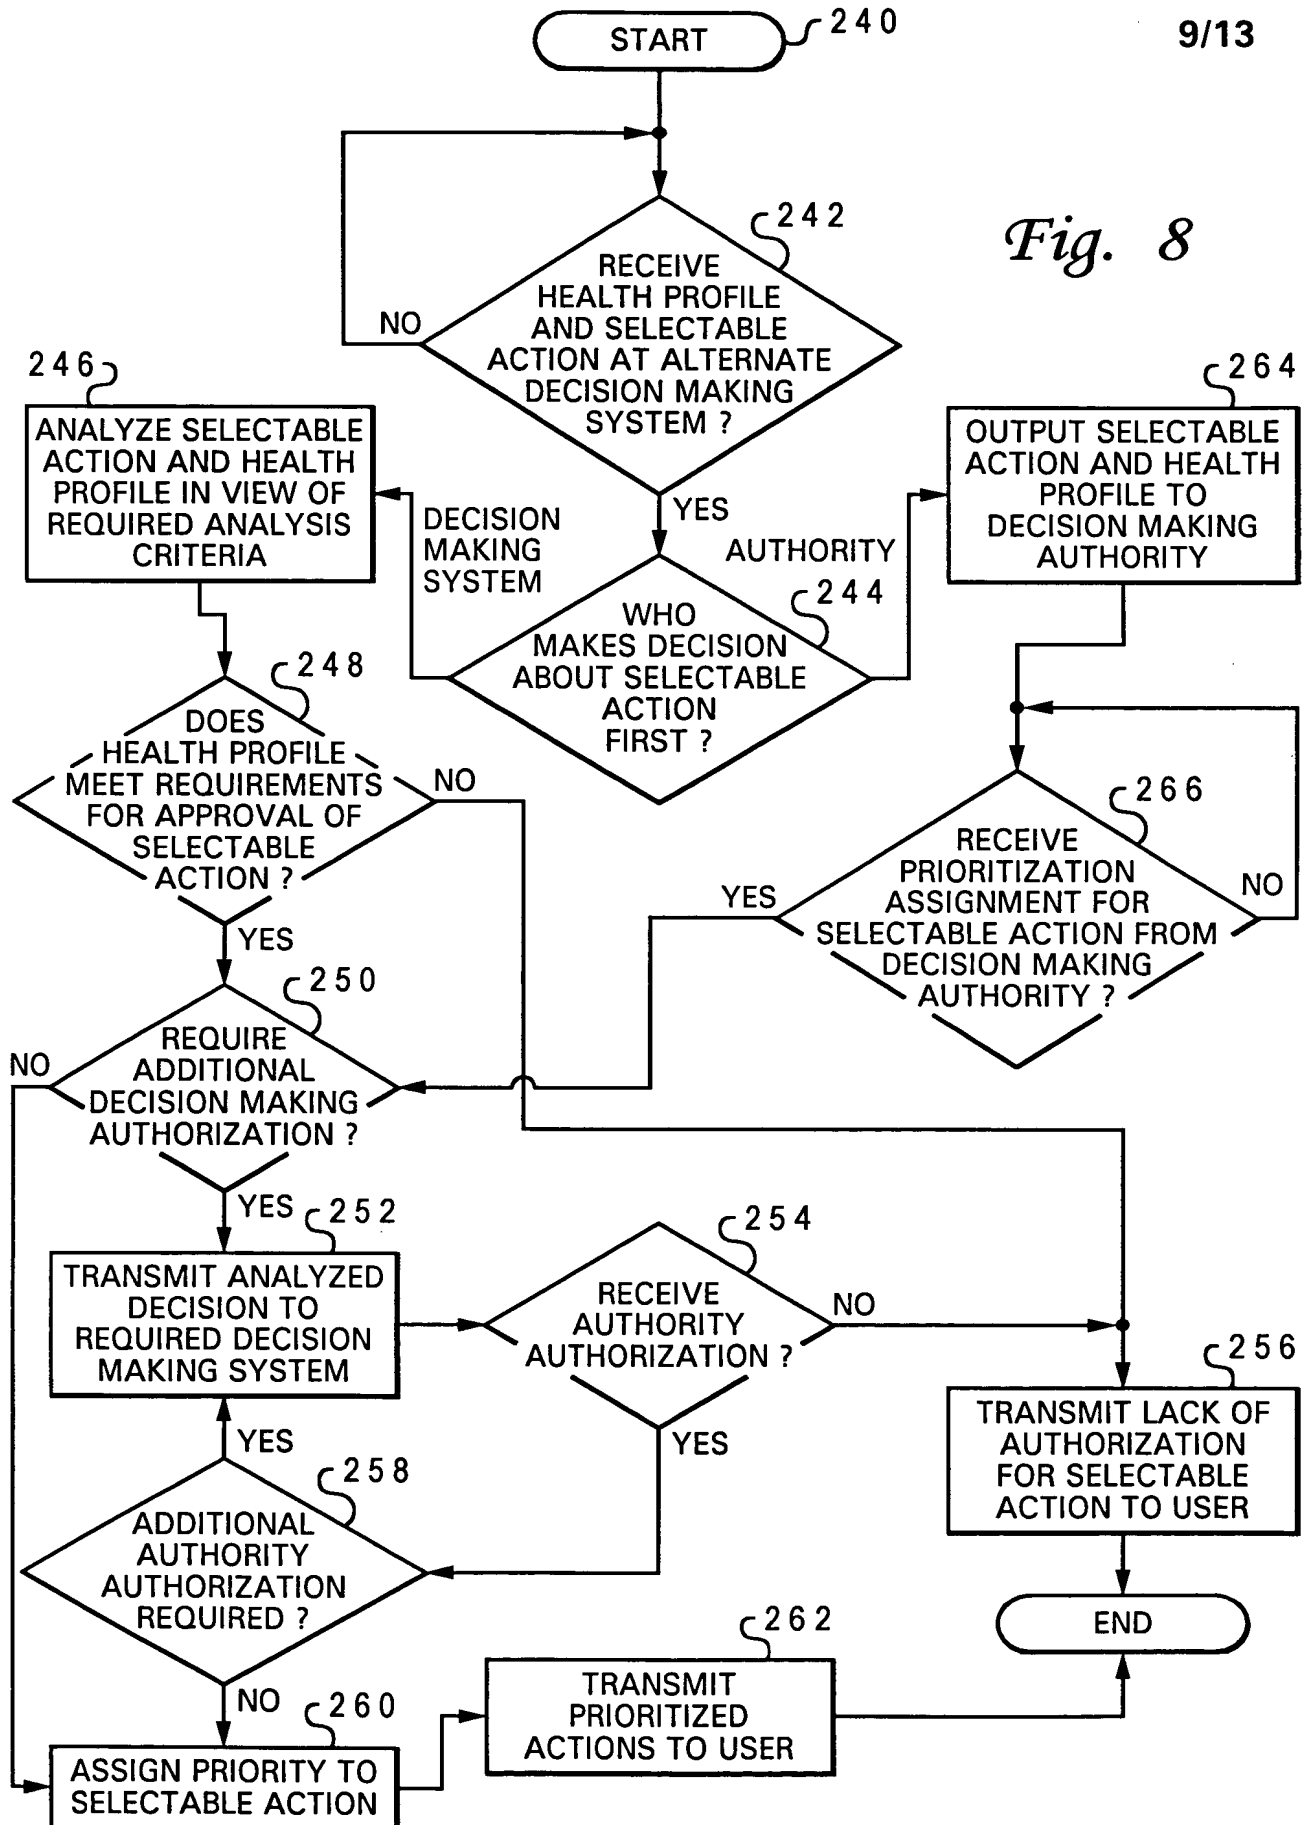 START
240
9/13
Fig. 8
242
RECEIVE
HEALTH PROFILE
AND SELECTABLE
ACTION AT ALTERNATE
DECISION MAKING
SYSTEM ?
NO
YES
246
ANALYZE SELECTABLE
ACTION AND HEALTH
PROFILE IN VIEW OF
REQUIRED ANALYSIS
CRITERIA
DECISION
MAKING
SYSTEM
AUTHORITY
244
WHO
MAKES DECISION
ABOUT SELECTABLE
ACTION
FIRST ?
264
OUTPUT SELECTABLE
ACTION AND HEALTH
PROFILE TO
DECISION MAKING
AUTHORITY
248
DOES
HEALTH PROFILE
MEET REQUIREMENTS
FOR APPROVAL OF
SELECTABLE
ACTION ?
NO
YES
266
RECEIVE
PRIORITIZATION
ASSIGNMENT FOR
SELECTABLE ACTION FROM
DECISION MAKING
AUTHORITY ?
YES
NO
250
REQUIRE
ADDITIONAL
DECISION MAKING
AUTHORIZATION ?
NO
YES
252
TRANSMIT ANALYZED
DECISION TO
REQUIRED DECISION
MAKING SYSTEM
254
RECEIVE
AUTHORITY
AUTHORIZATION ?
NO
YES
256
TRANSMIT LACK OF
AUTHORIZATION
FOR SELECTABLE
ACTION TO USER
YES
258
ADDITIONAL
AUTHORITY
AUTHORIZATION
REQUIRED ?
NO
260
ASSIGN PRIORITY TO
SELECTABLE ACTION
262
TRANSMIT
PRIORITIZED
ACTIONS TO USER
END